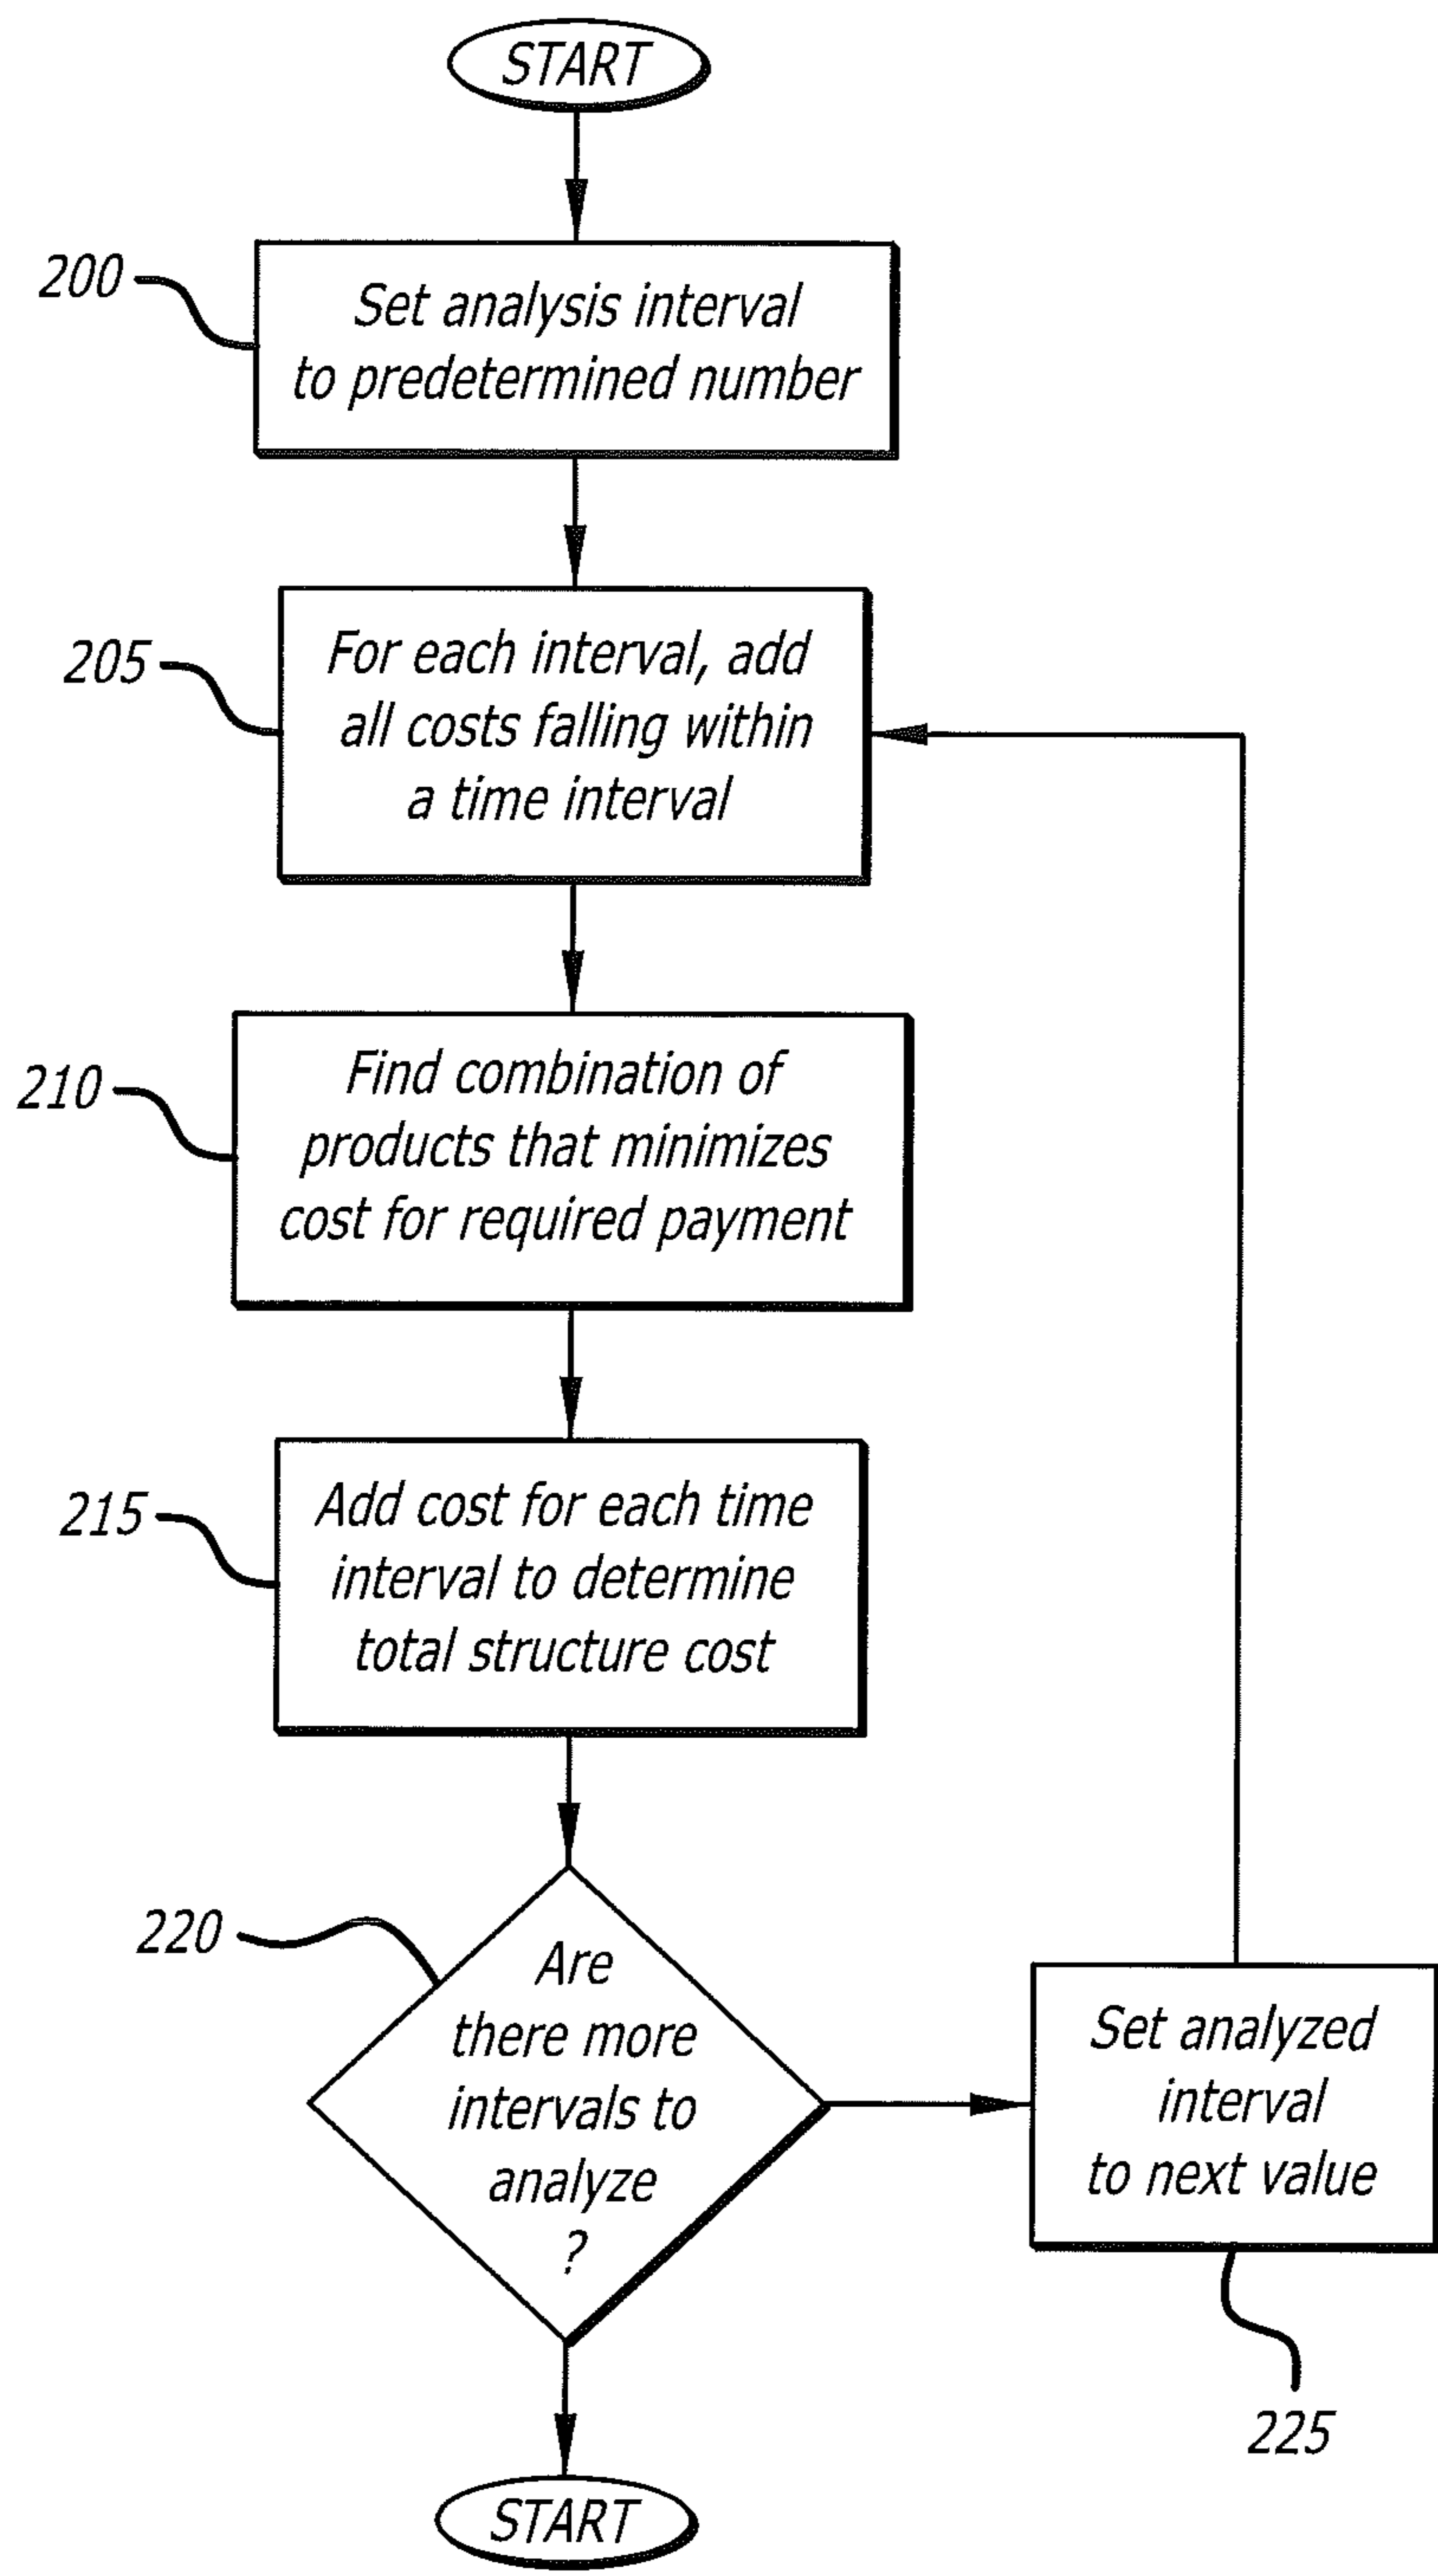 START
200
Set analysis interval
to predetermined number
205
For each interval, add
all costs falling within
a time interval
210
Find combination of
products that minimizes
cost for required payment
215
Add cost for each time
interval to determine
total structure cost
220
Are
there more
intervals to
analyze
?
Set analyzed
interval
to next value
225
START